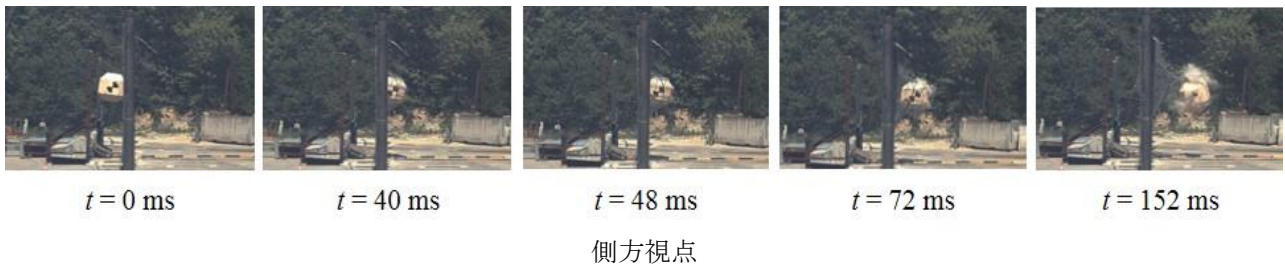 t = 0 ms
t = 40 ms
t = 48 ms
t = 72 ms
t = 152 ms
側方視点